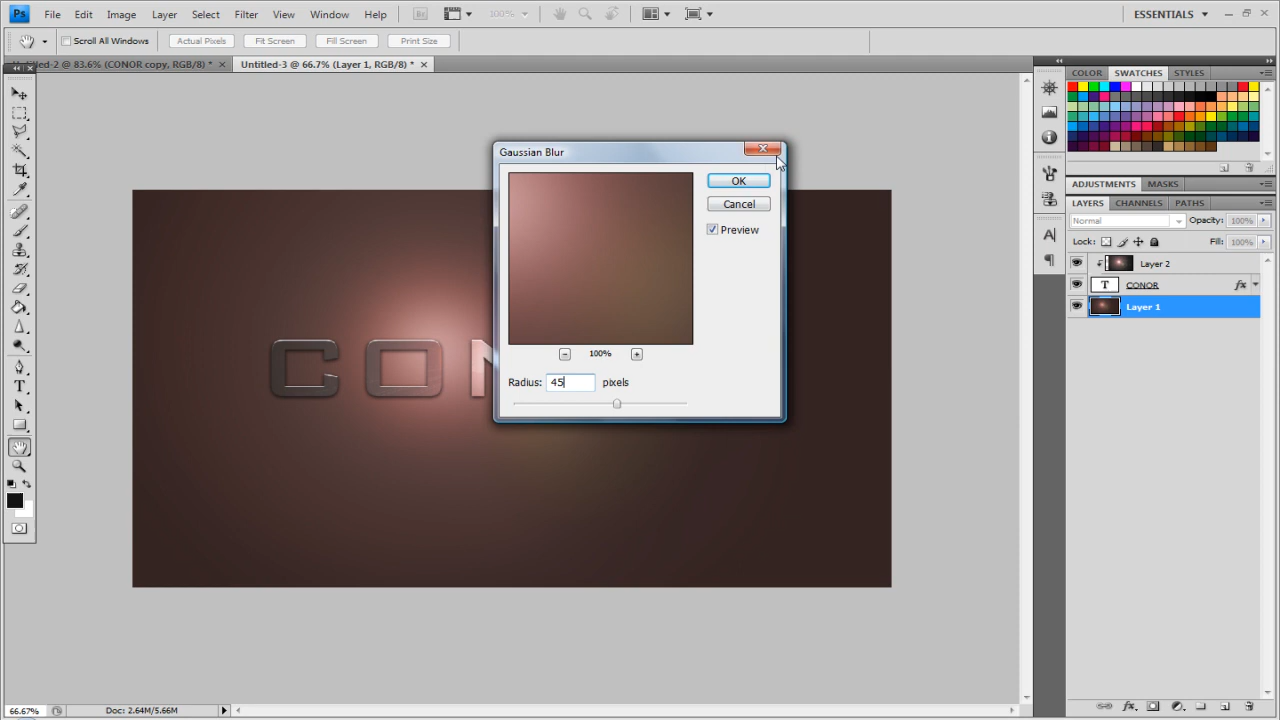 Ps File Edit Image Layer Select Filter View Window Help Br 100% ESSENTIALS
Scroll All Windows Actual Pixels Fit Screen Fill Screen Print Size
-2 @ 83.6% (CONOR copy, RGB/8) * × Untitled-3 @ 66.7% (Layer 1, RGB/8) * ×
COLOR SWATCHES STYLES
ADJUSTMENTS MASKS
LAYERS CHANNELS PATHS
Normal Opacity: 100%
Lock: Fill: 100%
Layer 2
T CONOR fx
Layer 1
Gaussian Blur
OK
Cancel
Preview
100%
Radius: 45 pixels
CON
66.67% Doc: 2.64M/5.66M fx